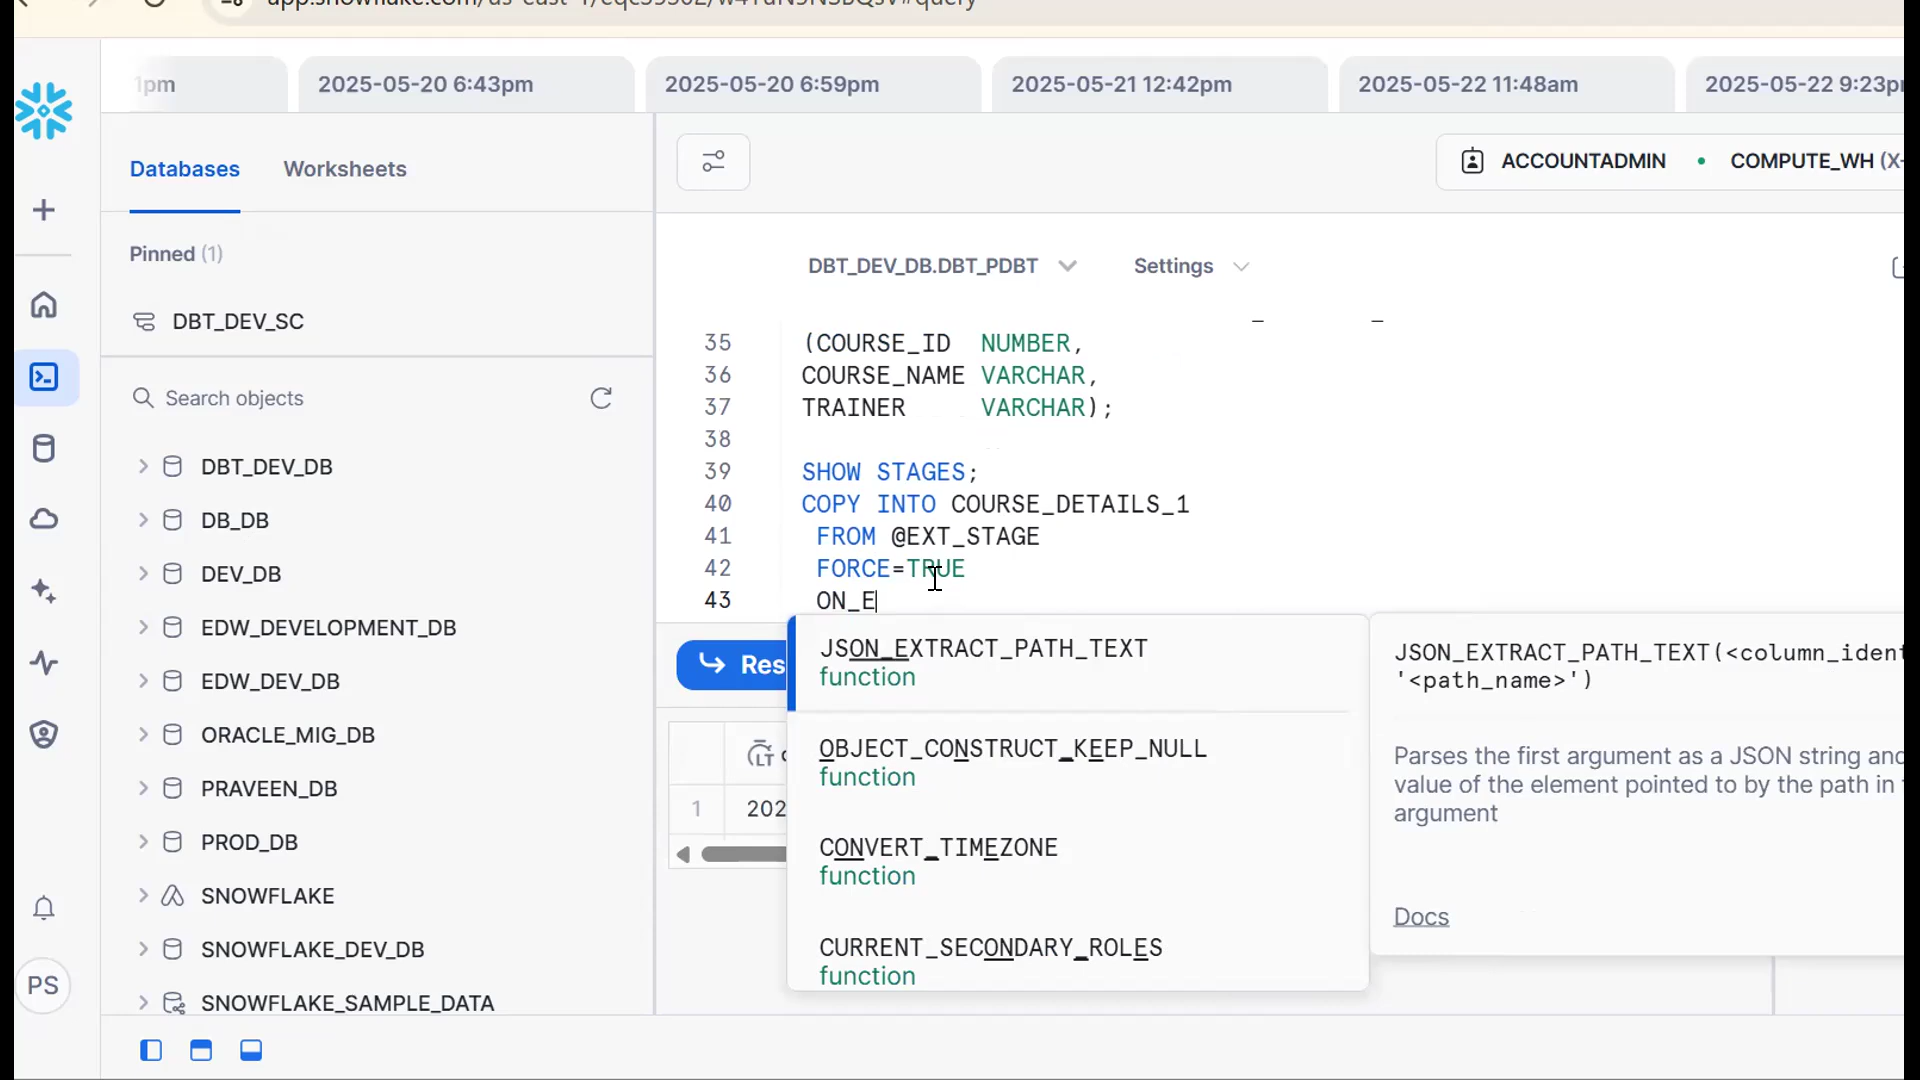 1pm
2025-05-20 6:43pm
2025-05-20 6:59pm
2025-05-21 12:42pm
2025-05-22 11:48am
2025-05-22 9:23p
Databases
Worksheets
ACCOUNTADMIN
COMPUTE_WH (X-
Pinned (1)
DBT_DEV_SC
DBT_DEV_DB.DBT_PDBT
Settings
Search objects
DBT_DEV_DB
DB_DB
DEV_DB
EDW_DEVELOPMENT_DB
EDW_DEV_DB
ORACLE_MIG_DB
PRAVEEN_DB
PROD_DB
SNOWFLAKE
SNOWFLAKE_DEV_DB
SNOWFLAKE_SAMPLE_DATA
PS
35 (COURSE_ID NUMBER,
36 COURSE_NAME VARCHAR,
37 TRAINER VARCHAR);
38
39 SHOW STAGES;
40 COPY INTO COURSE_DETAILS_1
41 FROM @EXT_STAGE
42 FORCE=TRUE
43 ON_E
Res
1 202
JSON_EXTRACT_PATH_TEXT
function
OBJECT_CONSTRUCT_KEEP_NULL
function
CONVERT_TIMEZONE
function
CURRENT_SECONDARY_ROLES
function
JSON_EXTRACT_PATH_TEXT(<column_ident
'<path_name>')
Parses the first argument as a JSON string and
value of the element pointed to by the path in
argument
Docs